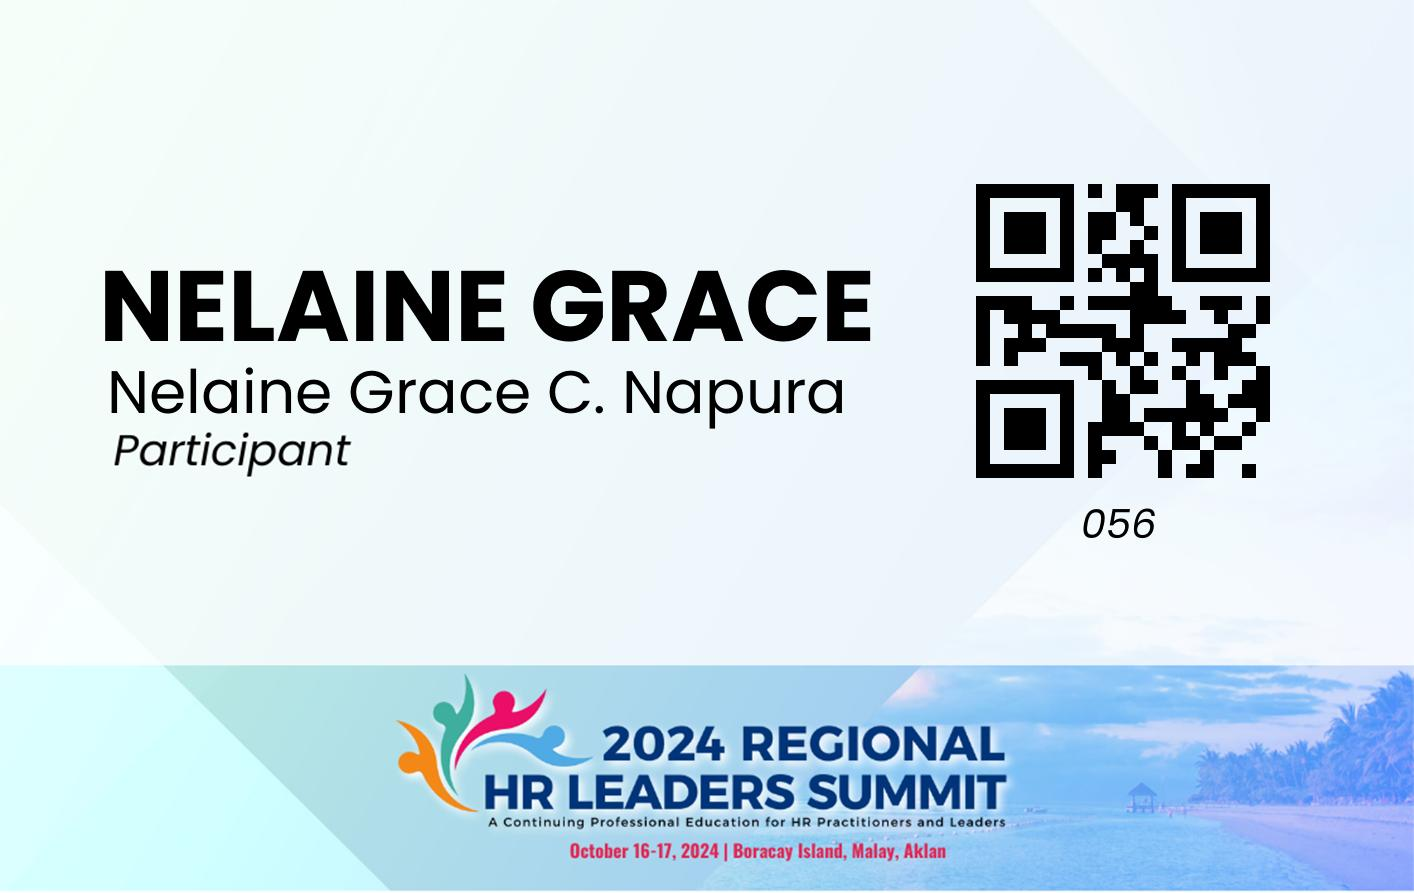 NELAINE GRACE
Nelaine Grace C. Napura
Participant
056
2024 REGIONAL
HR LEADERS SUMMIT
A Continuing Professional Education for HR Practitioners and Leaders
October 16-17, 2024 | Boracay Island, Malay, Aklan